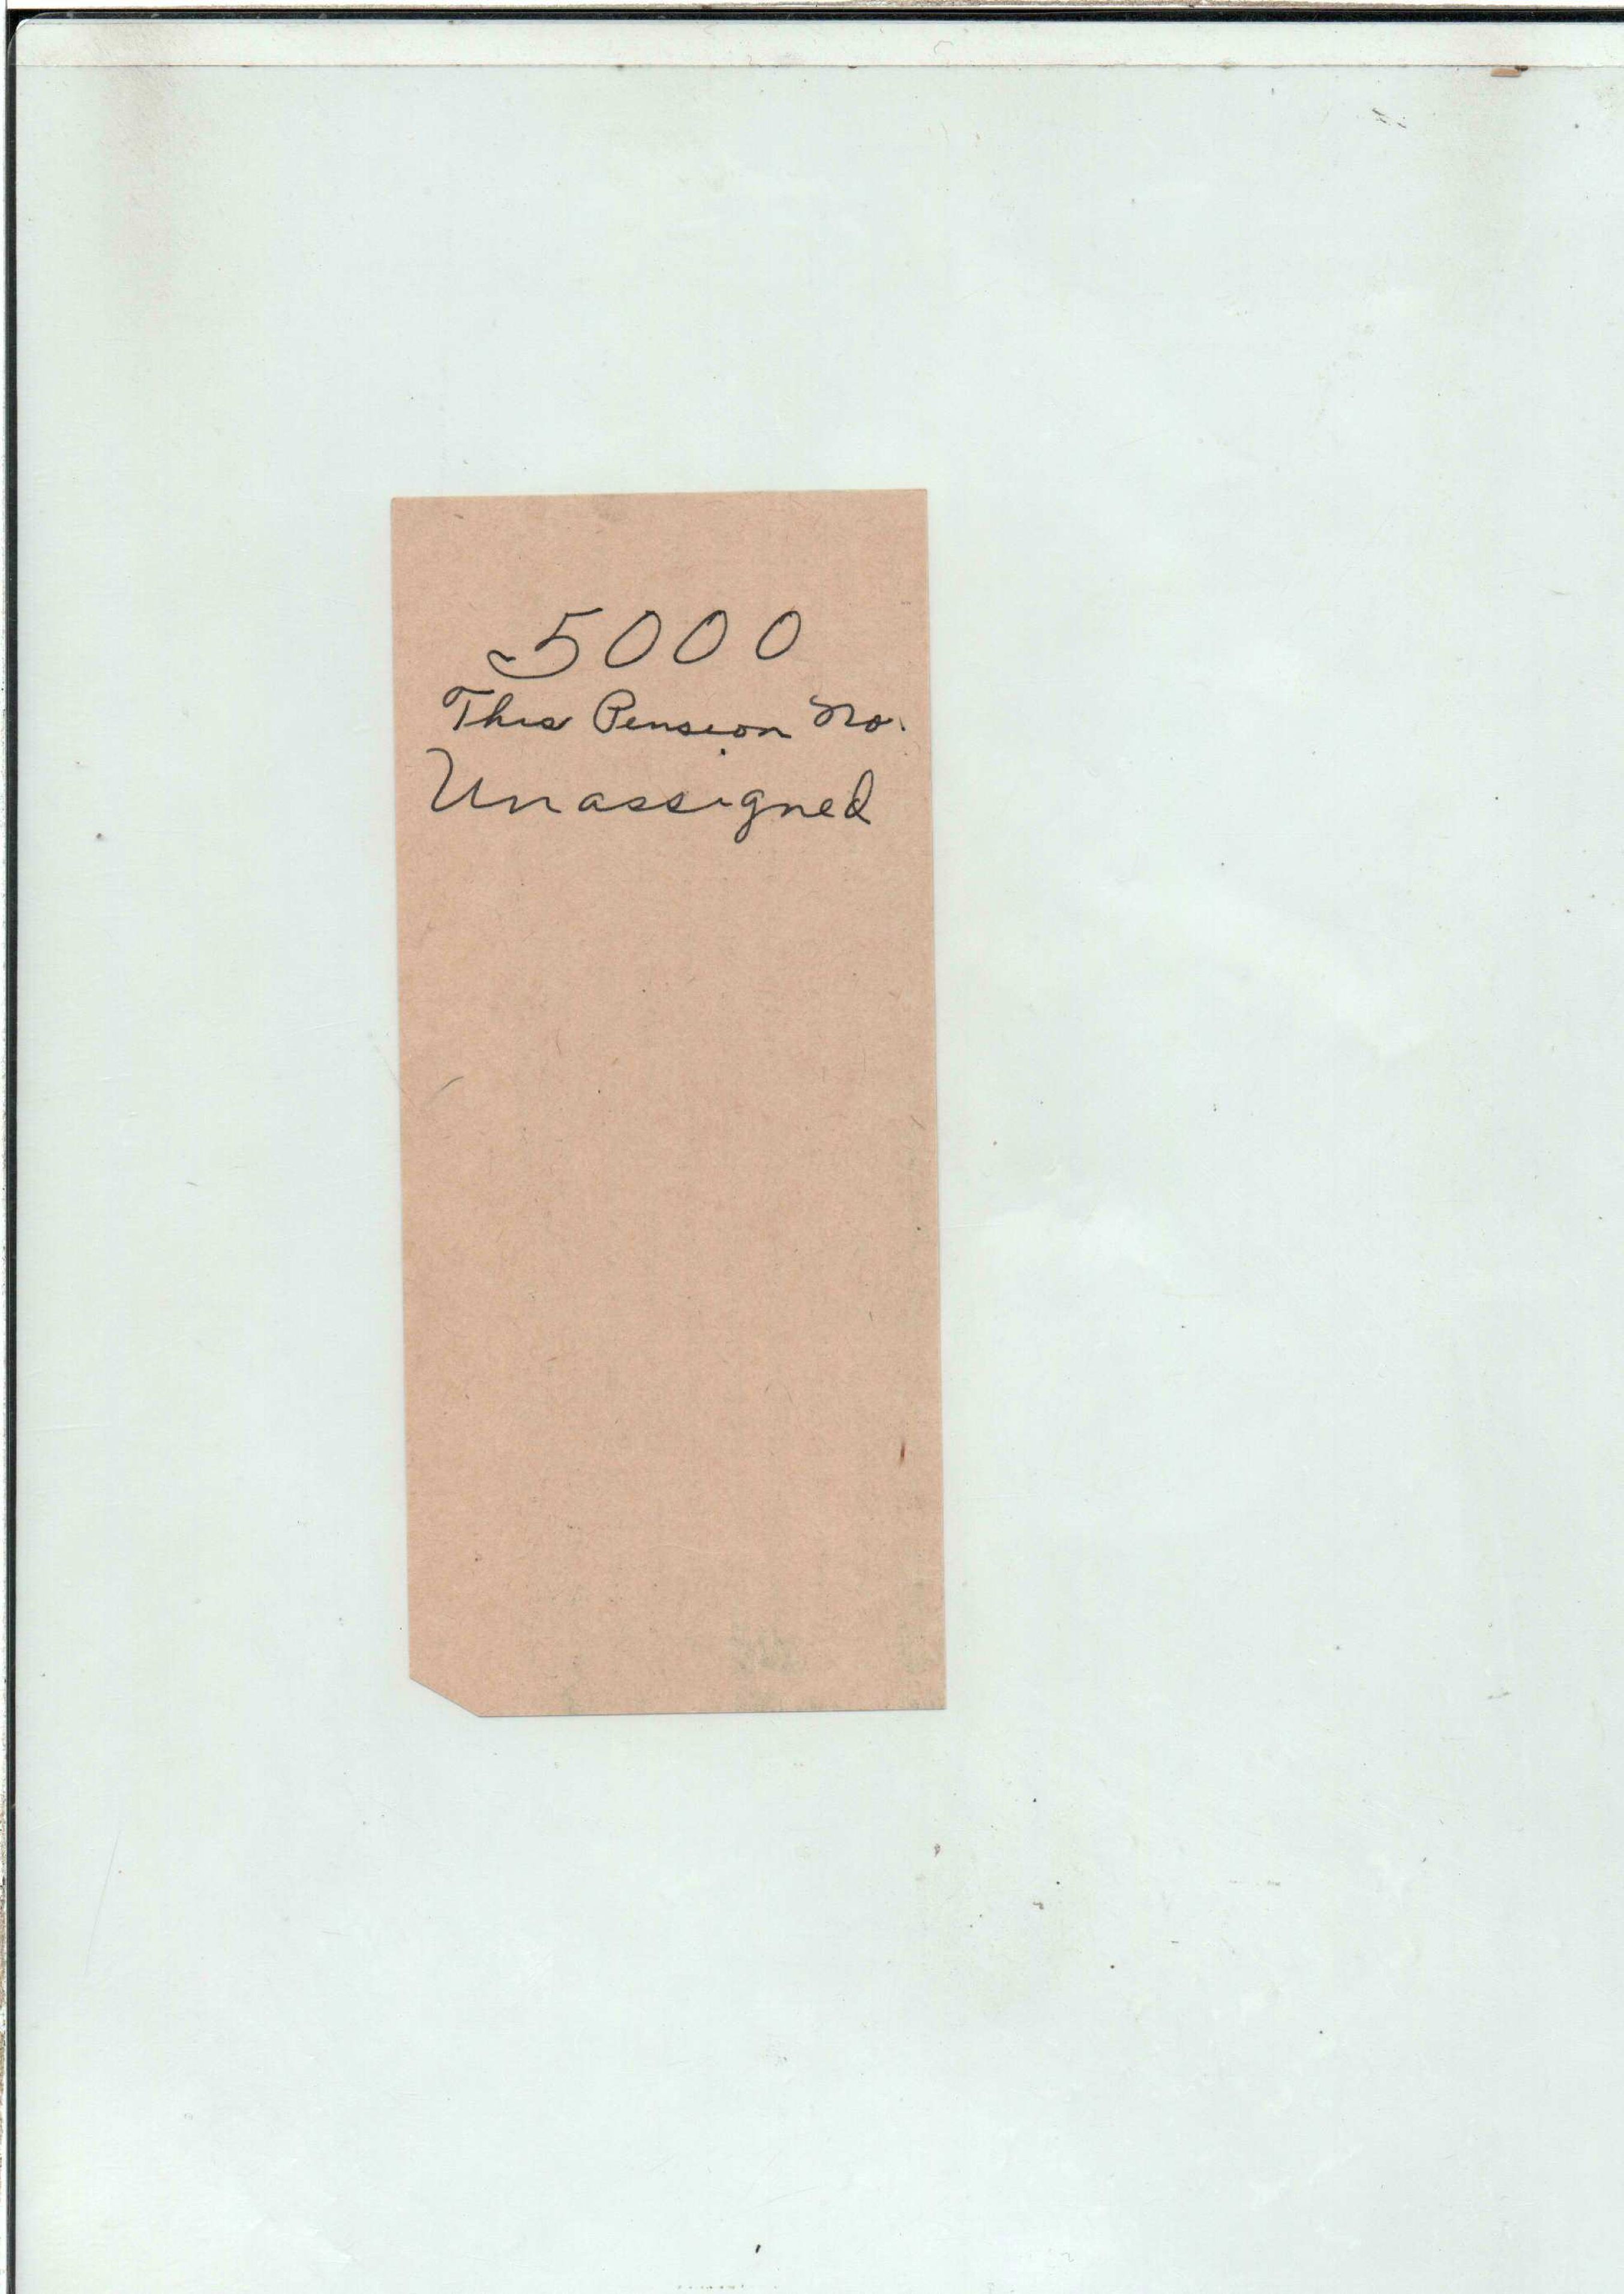 5000
This Pension No.
Unassigned